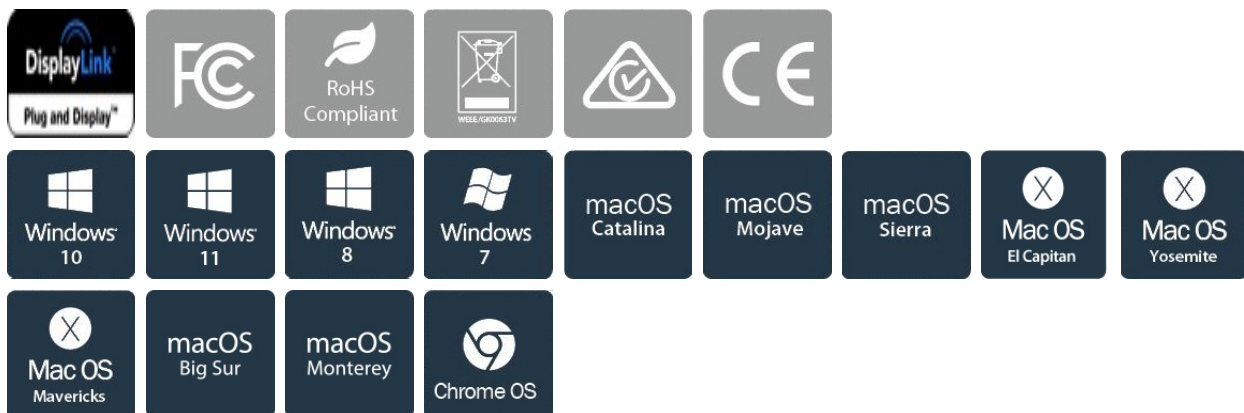 DisplayLink
Plug and Display™
FC
RoHS
Compliant
WEEE/GK0063TV
CE
Windows
10
Windows
11
Windows
8
Windows
7
macOS
Catalina
macOS
Mojave
macOS
Sierra
X
Mac OS
El Capitan
X
Mac OS
Yosemite
X
Mac OS
Mavericks
macOS
Big Sur
macOS
Monterey
Chrome OS